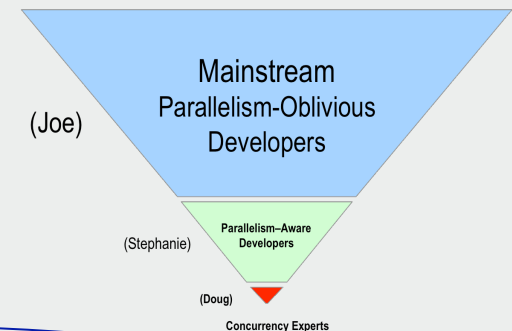 Mainstream
Parallelism-Oblivious
Developers
(Joe)
Parallelism–Aware
Developers
(Stephanie)
(Doug)
Concurrency Experts